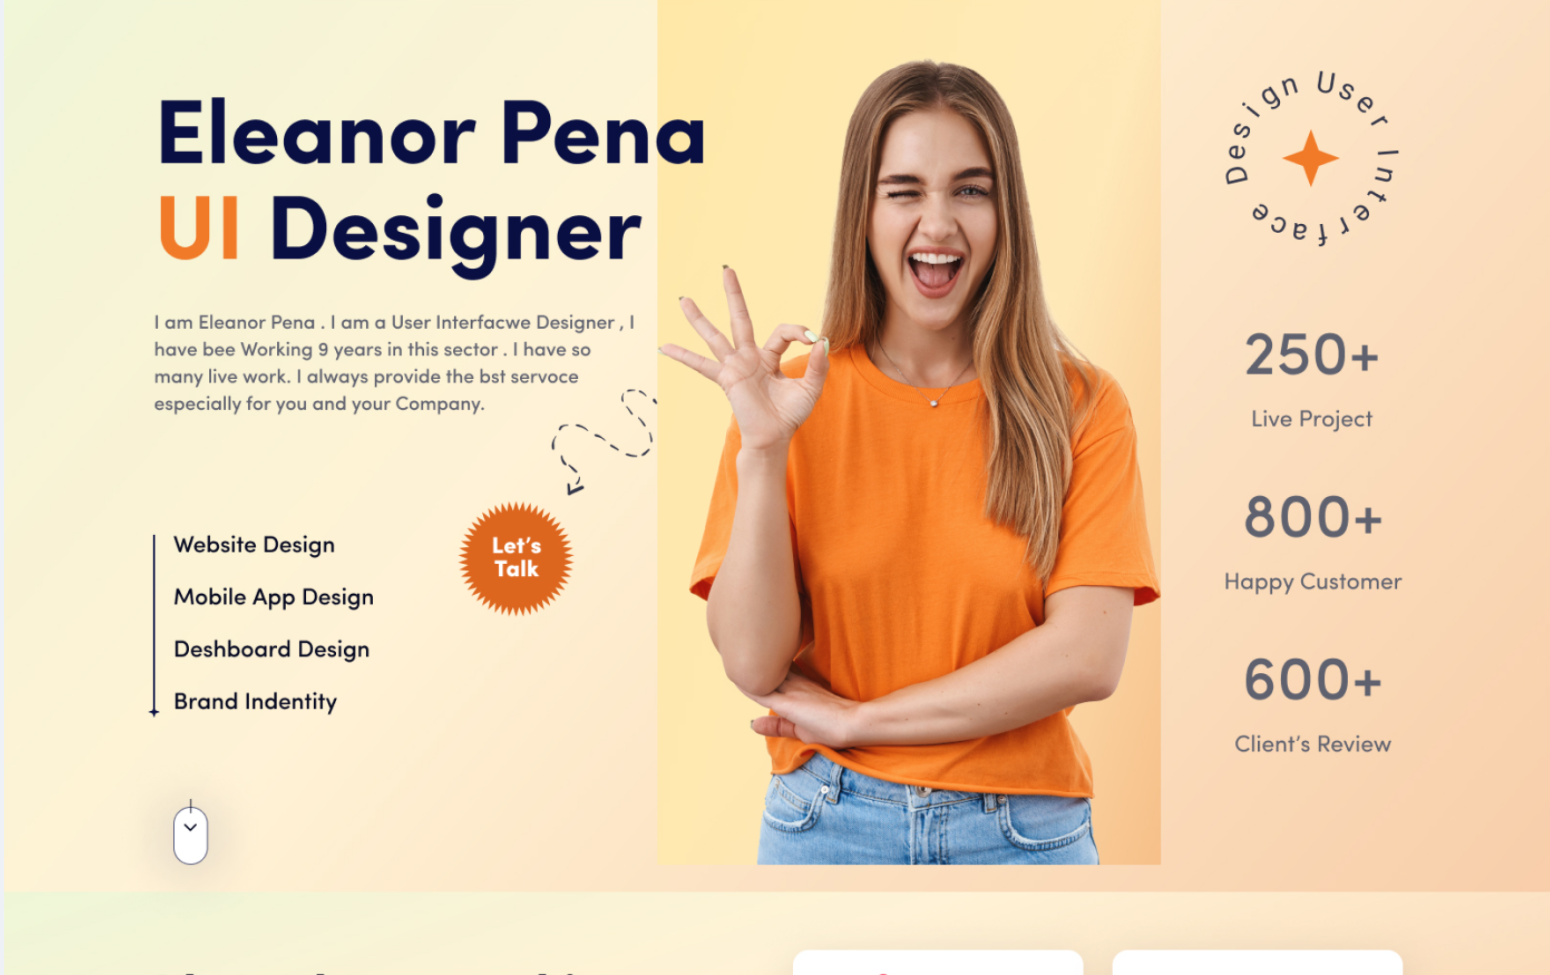 Eleanor Pena
UI Designer
I am Eleanor Pena . I am a User Interfacwe Designer , I
have bee Working 9 years in this sector . I have so
many live work. I always provide the bst servoce
especially for you and your Company.
Website Design
Mobile App Design
Deshboard Design
Brand Indentity
Let's
Talk
Design User Interface
250+
Live Project
800+
Happy Customer
600+
Client's Review